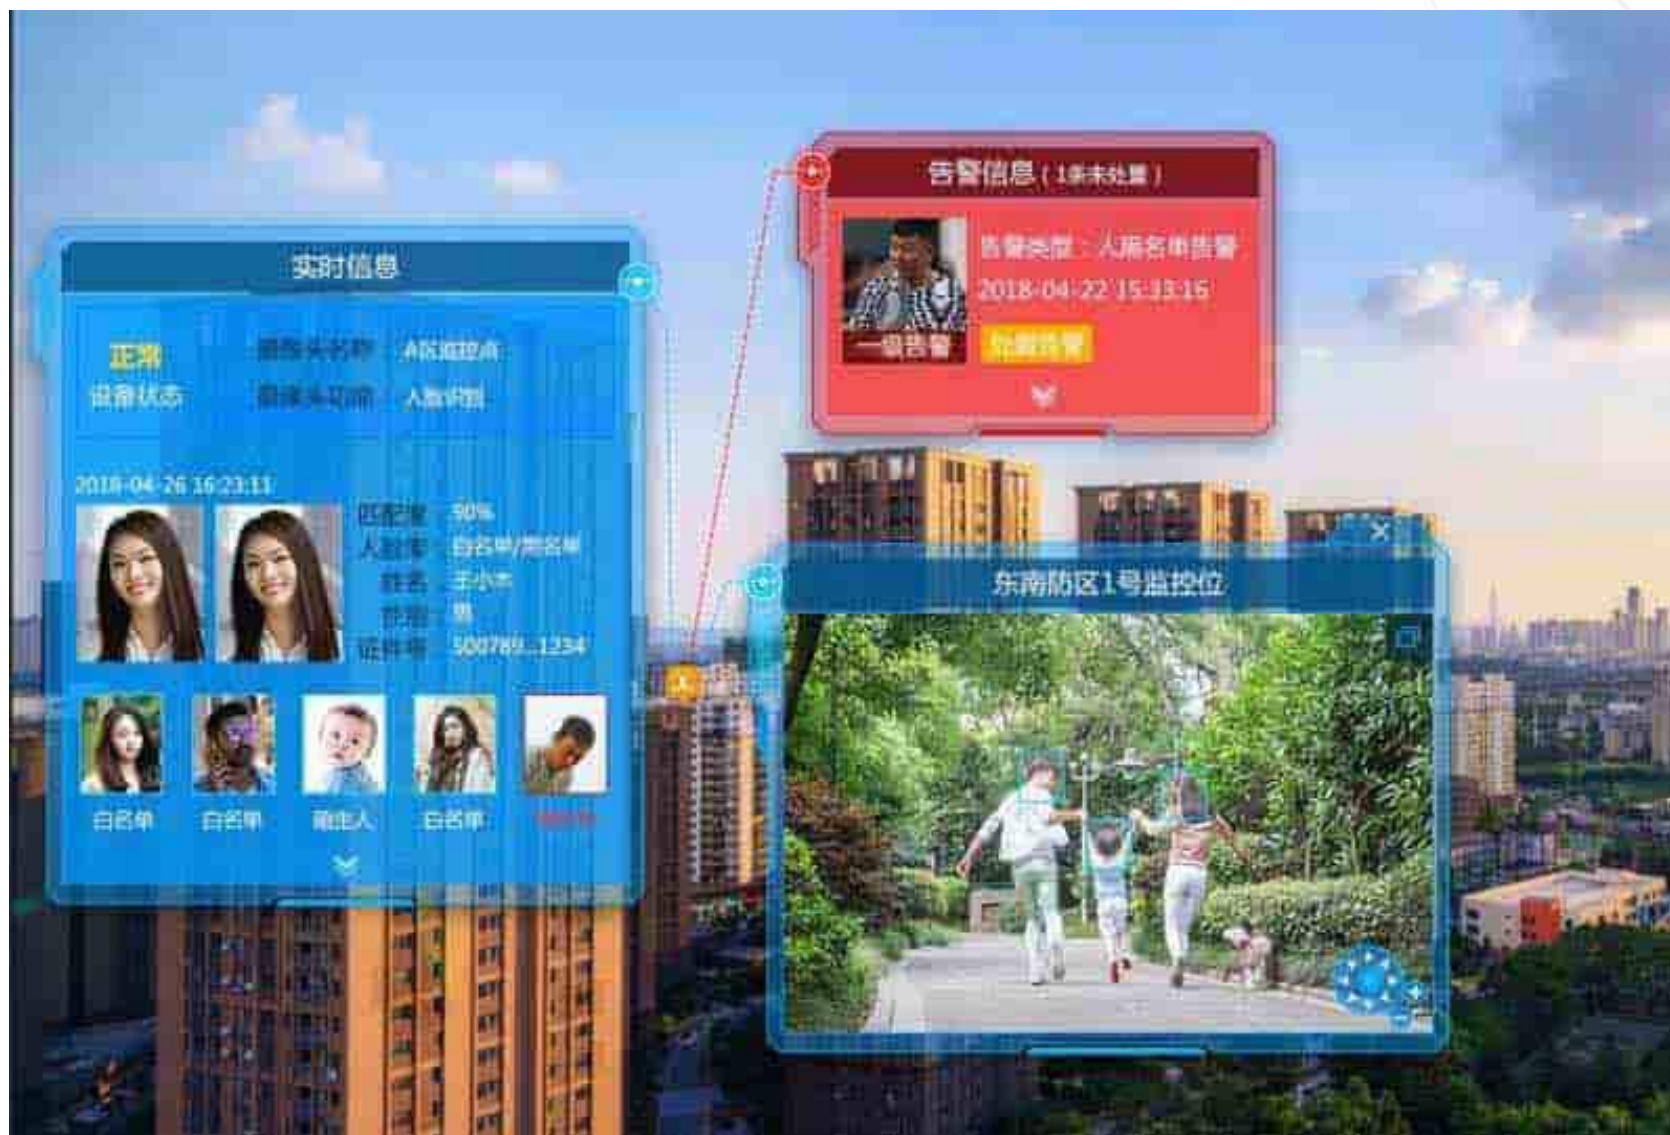 实时信息
正常
设备状态
摄像头名称 A区监控点
摄像头功能 人脸识别
2018-04-26 16:23:11
匹配度 90%
人脸库 白名单/黑名单
姓名 王小杰
性别 男
证件号 500789...1234
白名单 白名单 陌生人 白名单
告警信息(1条未处置)
告警类型:人脸名单告警
2018-04-22 15:33:16
一级告警
处置告警
东南防区1号监控位